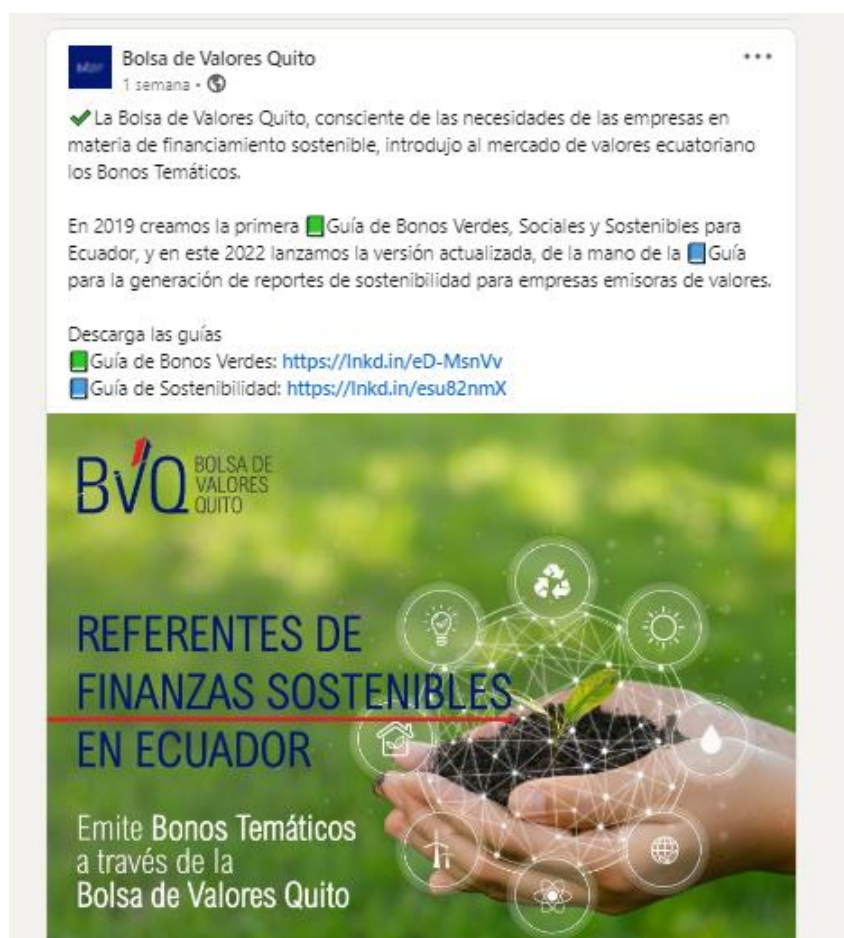 Bolsa de Valores Quito
1 semana •
La Bolsa de Valores Quito, consciente de las necesidades de las empresas en
materia de financiamiento sostenible, introdujo al mercado de valores ecuatoriano
los Bonos Temáticos.
En 2019 creamos la primera Guía de Bonos Verdes, Sociales y Sostenibles para
Ecuador, y en este 2022 lanzamos la versión actualizada, de la mano de la Guía
para la generación de reportes de sostenibilidad para empresas emisoras de valores.
Descarga las guías
Guía de Bonos Verdes: https://lnkd.in/eD-MsnVv
Guía de Sostenibilidad: https://lnkd.in/esu82nmX
BVQ BOLSA DE
VALORES
QUITO
REFERENTES DE
FINANZAS SOSTENIBLES
EN ECUADOR
Emite Bonos Temáticos
a través de la
Bolsa de Valores Quito